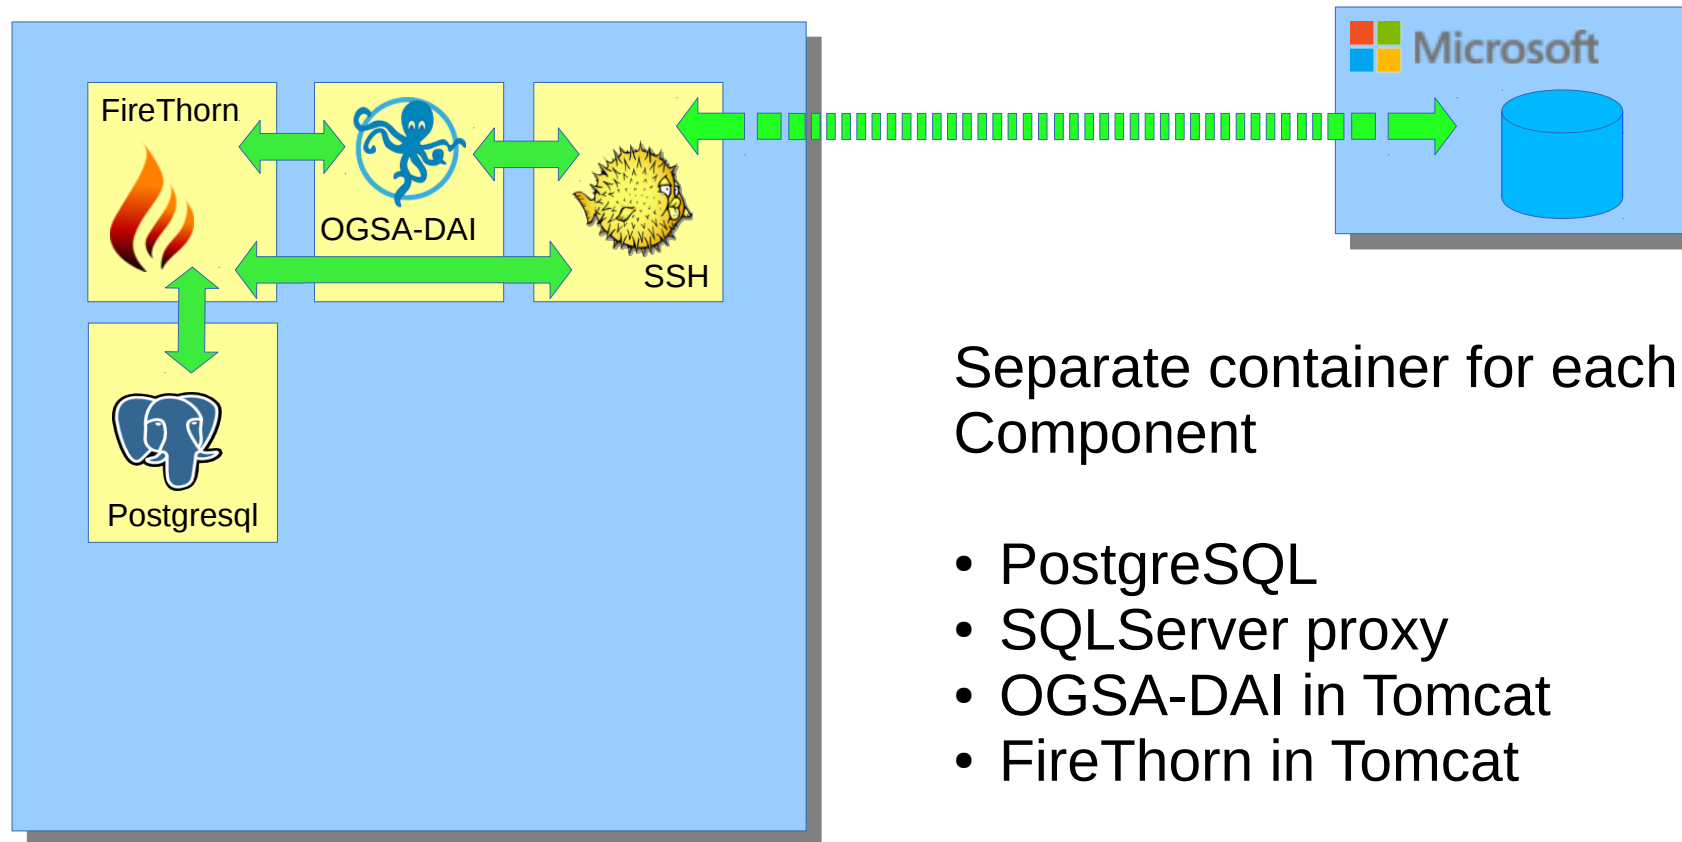 FireThorn
OGSA-DAI
SSH
Postgresql
Microsoft
Separate container for each
Component
• PostgreSQL
• SQLServer proxy
• OGSA-DAI in Tomcat
• FireThorn in Tomcat